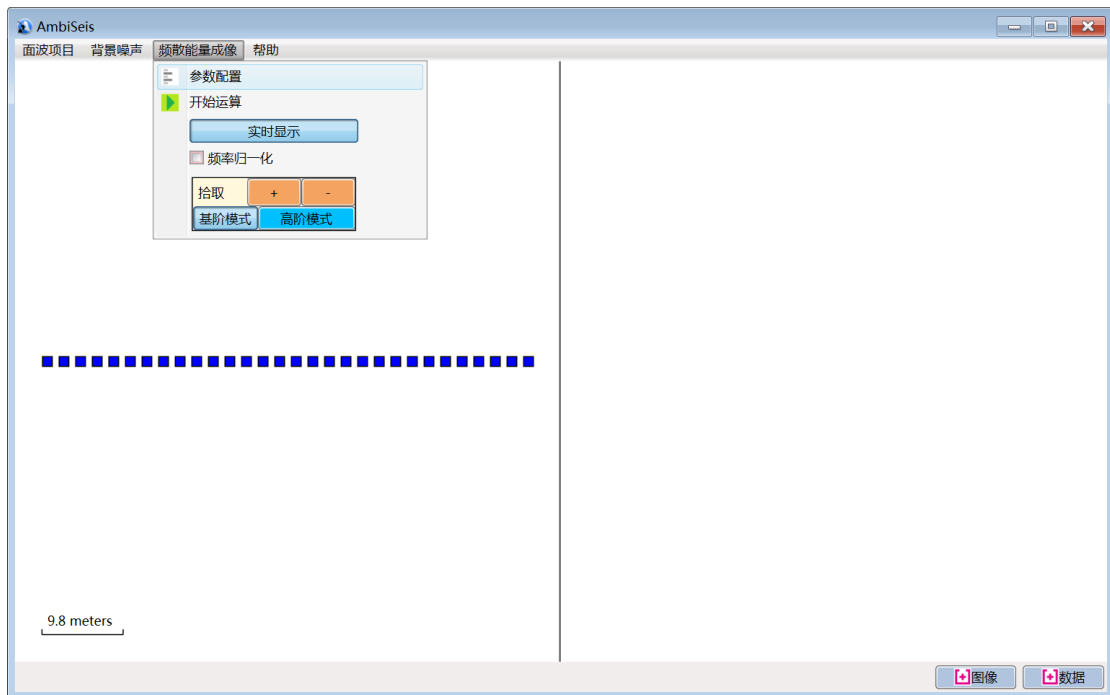 AmbiSeis
面波项目 背景噪声 频散能量成像 帮助
参数配置
开始运算
实时显示
频率归一化
拾取 + -
基阶模式 高阶模式
9.8 meters
[+]图像 [+]数据